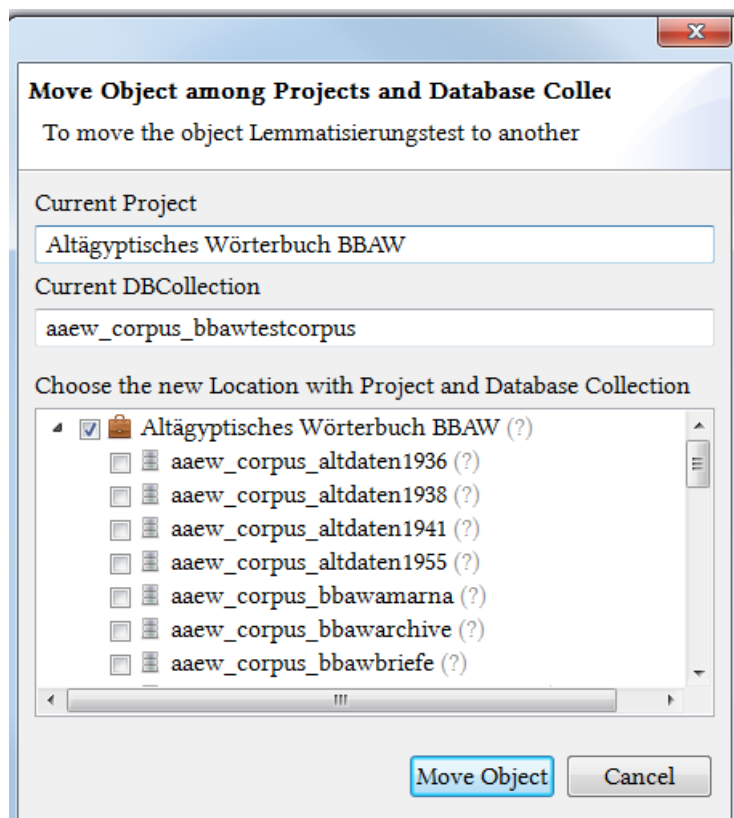 Move Object among Projects and Database Collec
To move the object Lemmatisierungstest to another
Current Project
Altägyptisches Wörterbuch BBAW
Current DBCollection
aaew_corpus_bbawtestcorpus
Choose the new Location with Project and Database Collection
Altägyptisches Wörterbuch BBAW (?)
aaew_corpus_altdaten1936 (?)
aaew_corpus_altdaten1938 (?)
aaew_corpus_altdaten1941 (?)
aaew_corpus_altdaten1955 (?)
aaew_corpus_bbawamarna (?)
aaew_corpus_bbawarchive (?)
aaew_corpus_bbawbriefe (?)
Move Object Cancel